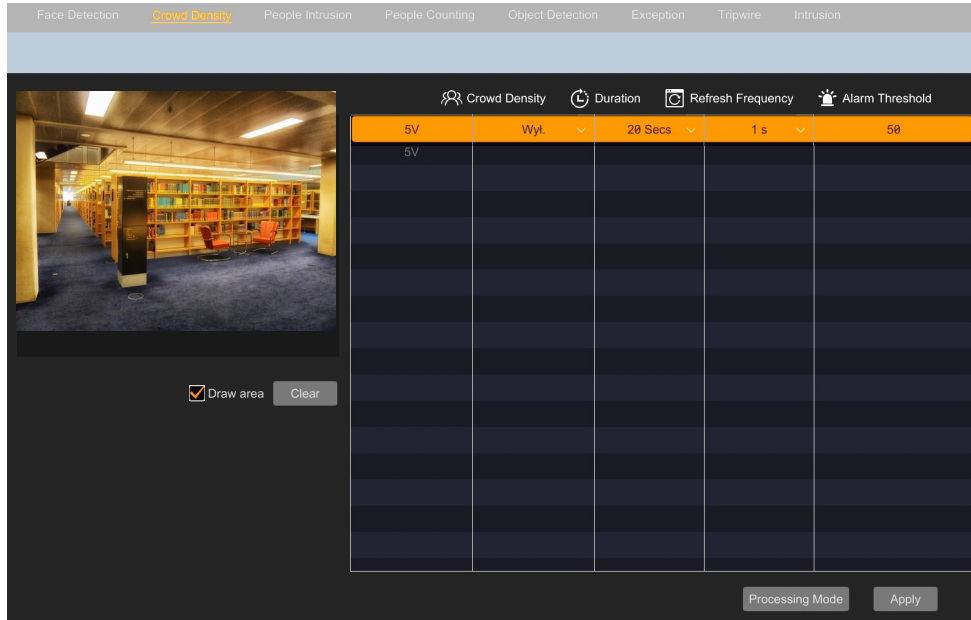 Face Detection Crowd Density People Intrusion People Counting Object Detection Exception Tripwire Intrusion
Crowd Density Duration Refresh Frequency Alarm Threshold
5V Wył. 20 Secs 1 s 50
5V
Draw area Clear
Processing Mode Apply